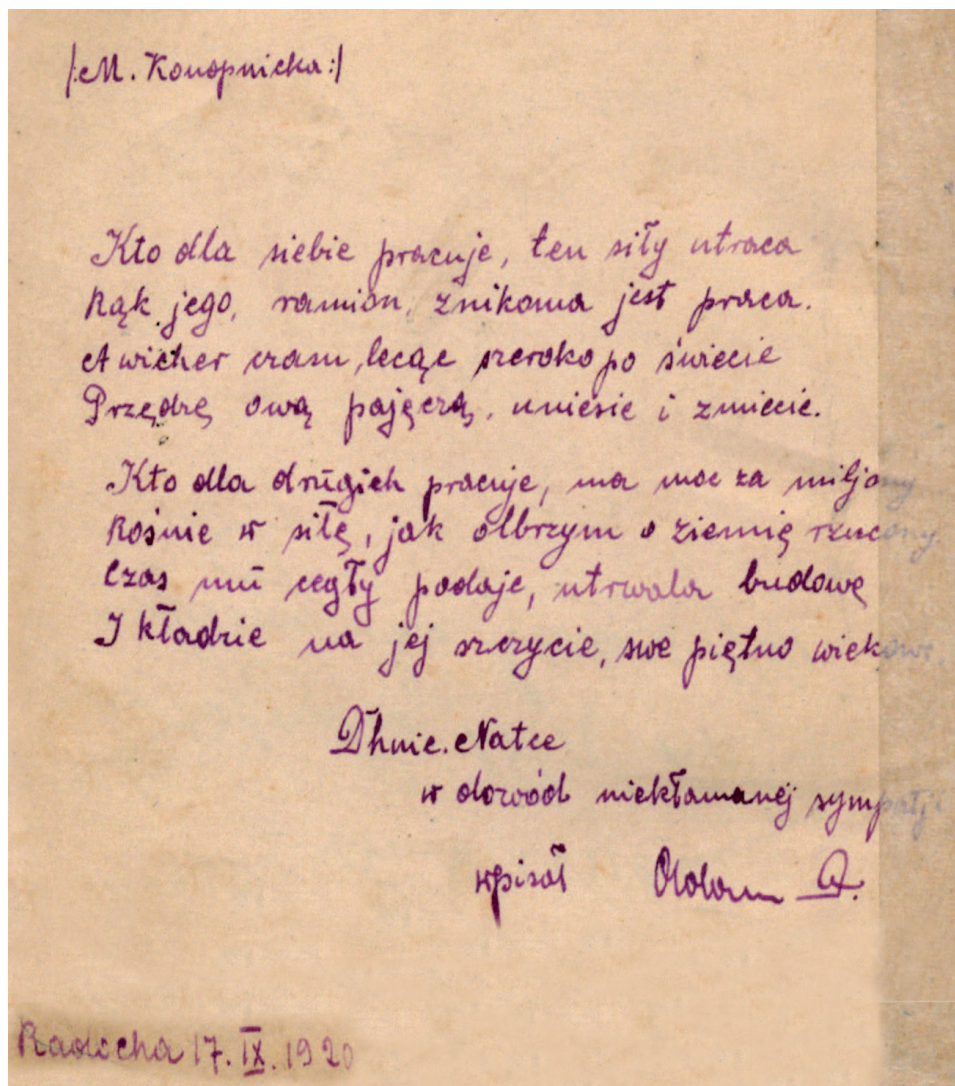 /:M. Konopnicka:/
Kto dla siebie pracuje, ten siły utraca
Rąk jego, ramion, znikoma jest praca.
A wicher czasu, lecąc szeroko po świecie
Przędzę ową pajęczą, uniesie i zmiecie.
Kto dla drugich pracuje, ma moc za miljony
Rośnie w siłę, jak olbrzym o ziemię rzucony.
Czas mu cegły podaje, utrwala budowę
I kładzie na jej szczycie, swe piętno wiekowe.
Dhnie. Natce
w dowód niekłamanej sympatji
wpisał Adam
Radocha 17. IX. 1920